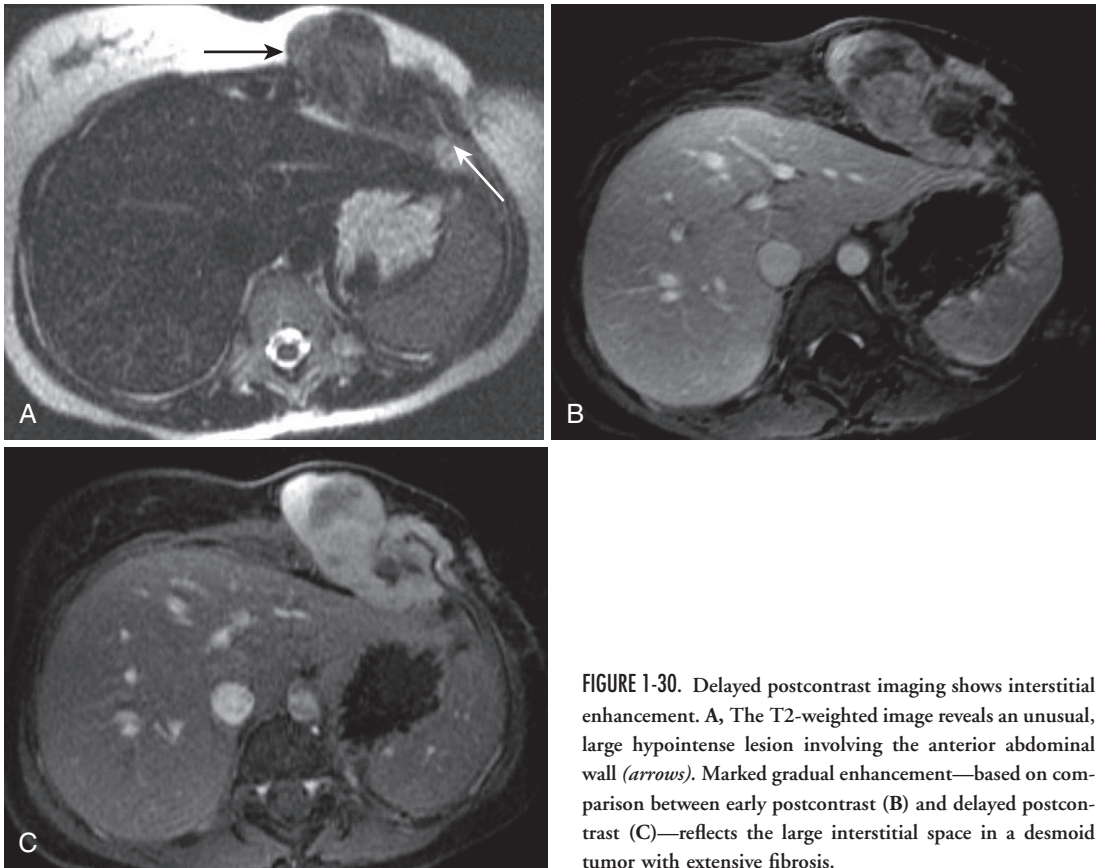 A
B
C
FIGURE 1-30. Delayed postcontrast imaging shows interstitial
enhancement. A, The T2-weighted image reveals an unusual,
large hypointense lesion involving the anterior abdominal
wall (arrows). Marked gradual enhancement—based on com-
parison between early postcontrast (B) and delayed postcon-
trast (C)—reflects the large interstitial space in a desmoid
tumor with extensive fibrosis.